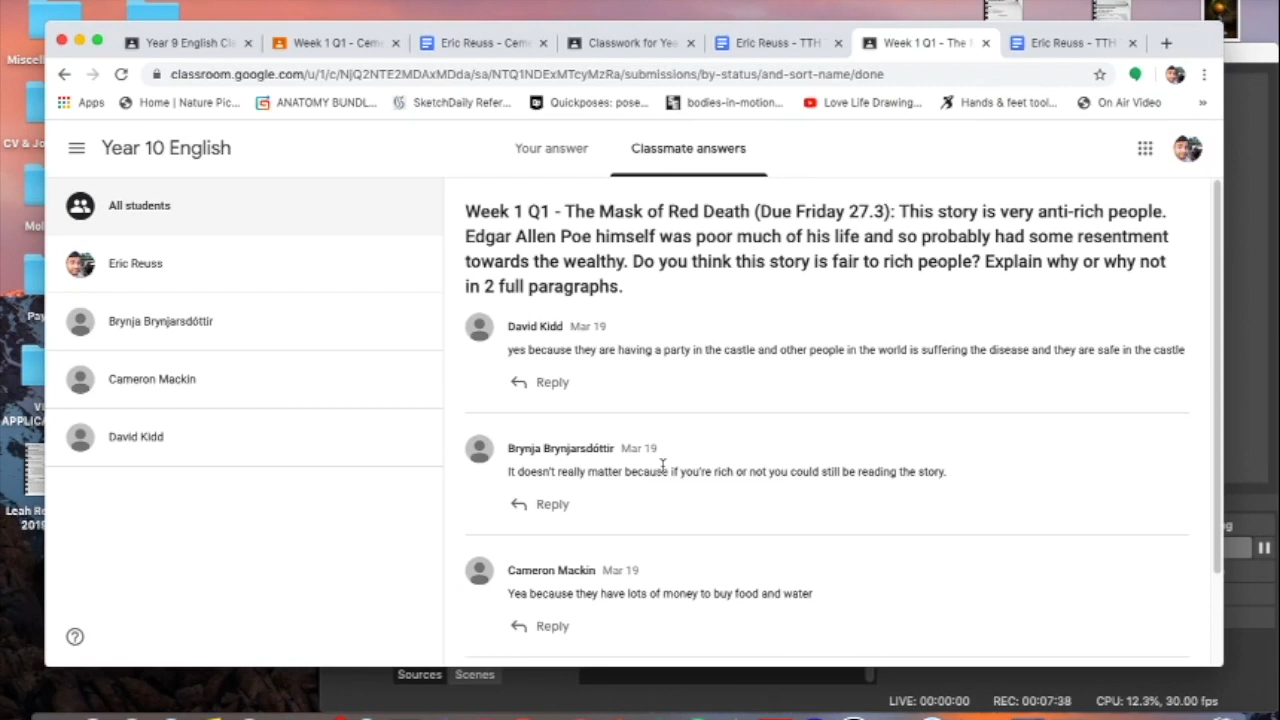 Miscell
CV & Jo
Mol
Pay
VI
APPLICA
Leah Re
2019
Year 9 English Cl
Week 1 Q1 - Cem
Eric Reuss - Cem
Classwork for Ye
Eric Reuss - TTH
Week 1 Q1 - The
Eric Reuss - TTH
classroom.google.com/u/1/c/NjQ2NTE2MDAxMDda/sa/NTQ1NDExMTcyMzRa/submissions/by-status/and-sort-name/done
Apps
Home | Nature Pic...
ANATOMY BUNDL...
SketchDaily Refer...
Quickposes: pose...
bodies-in-motion...
Love Life Drawing...
Hands & feet tool...
On Air Video
»
Year 10 English
Your answer
Classmate answers
All students
Eric Reuss
Brynja Brynjarsdóttir
Cameron Mackin
David Kidd
Week 1 Q1 - The Mask of Red Death (Due Friday 27.3): This story is very anti-rich people.
Edgar Allen Poe himself was poor much of his life and so probably had some resentment
towards the wealthy. Do you think this story is fair to rich people? Explain why or why not
in 2 full paragraphs.
David Kidd Mar 19
yes because they are having a party in the castle and other people in the world is suffering the disease and they are safe in the castle
Reply
Brynja Brynjarsdóttir Mar 19
It doesn't really matter because if you're rich or not you could still be reading the story.
Reply
Cameron Mackin Mar 19
Yea because they have lots of money to buy food and water
Reply
Sources
Scenes
LIVE: 00:00:00
REC: 00:07:38
CPU: 12.3%, 30.00 fps